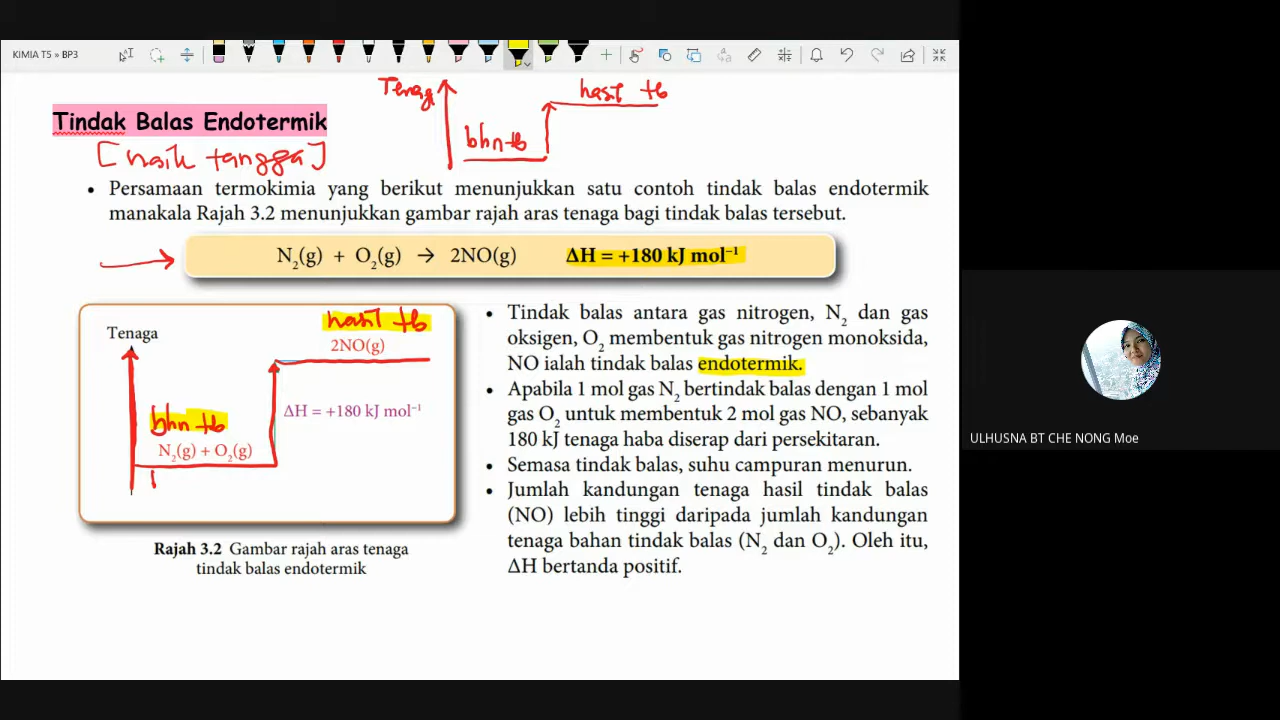 KIMIA T5 » BP3
Tenaga
hasil tb
bhn tb
Tindak Balas Endotermik
[naik tangga]
• Persamaan termokimia yang berikut menunjukkan satu contoh tindak balas endotermik
manakala Rajah 3.2 menunjukkan gambar rajah aras tenaga bagi tindak balas tersebut.
N₂(g) + O₂(g) → 2NO(g) ΔH = +180 kJ mol⁻¹
Tenaga
hasil tb
2NO(g)
ΔH = +180 kJ mol⁻¹
bhn tb
N₂(g) + O₂(g)
Rajah 3.2 Gambar rajah aras tenaga
tindak balas endotermik
• Tindak balas antara gas nitrogen, N₂ dan gas
oksigen, O₂ membentuk gas nitrogen monoksida,
NO ialah tindak balas endotermik.
• Apabila 1 mol gas N₂ bertindak balas dengan 1 mol
gas O₂ untuk membentuk 2 mol gas NO, sebanyak
180 kJ tenaga haba diserap dari persekitaran.
• Semasa tindak balas, suhu campuran menurun.
• Jumlah kandungan tenaga hasil tindak balas
(NO) lebih tinggi daripada jumlah kandungan
tenaga bahan tindak balas (N₂ dan O₂). Oleh itu,
ΔH bertanda positif.
ULHUSNA BT CHE NONG Moe